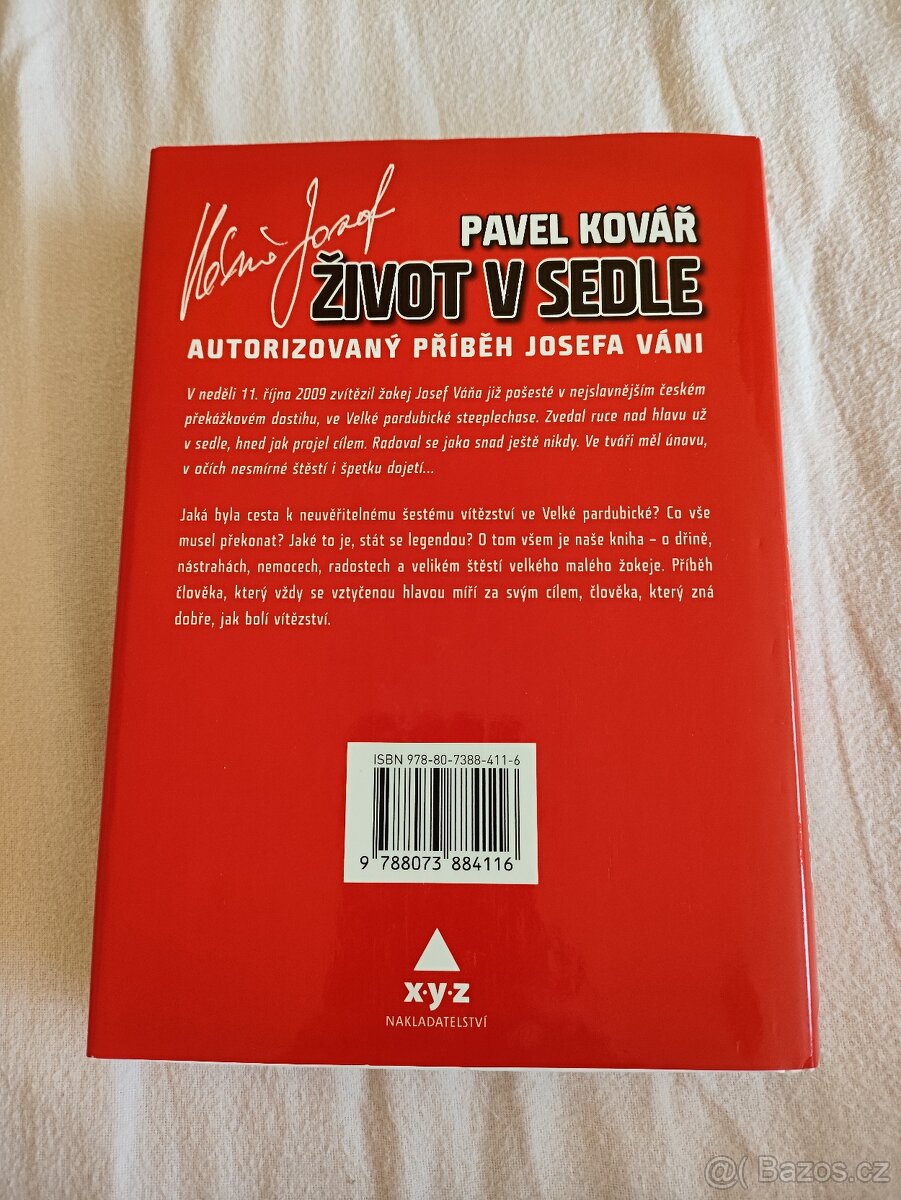 Váňa Josef
PAVEL KOVÁŘ
ŽIVOT V SEDLE
AUTORIZOVANÝ PŘÍBĚH JOSEFA VÁNI
V neděli 11. října 2009 zvítězil žokej Josef Váňa již pošesté v nejslavnějším českém
překážkovém dostihu, ve Velké pardubické steeplechase. Zvedal ruce nad hlavu už
v sedle, hned jak projel cílem. Radoval se jako snad ještě nikdy. Ve tváři měl únavu,
v očích nesmírné štěstí i špetku dojetí...
Jaká byla cesta k neuvěřitelnému šestému vítězství ve Velké pardubické? Co vše
musel překonat? Jaké to je, stát se legendou? O tom všem je naše kniha – o dřině,
nástrahách, nemocech, radostech a velikém štěstí velkého malého žokeje. Příběh
člověka, který vždy se vztyčenou hlavou míří za svým cílem, člověka, který zná
dobře, jak bolí vítězství.
ISBN 978-80-7388-411-6
9 788073 884116
x·y·z
NAKLADATELSTVÍ
@( Bazos.cz